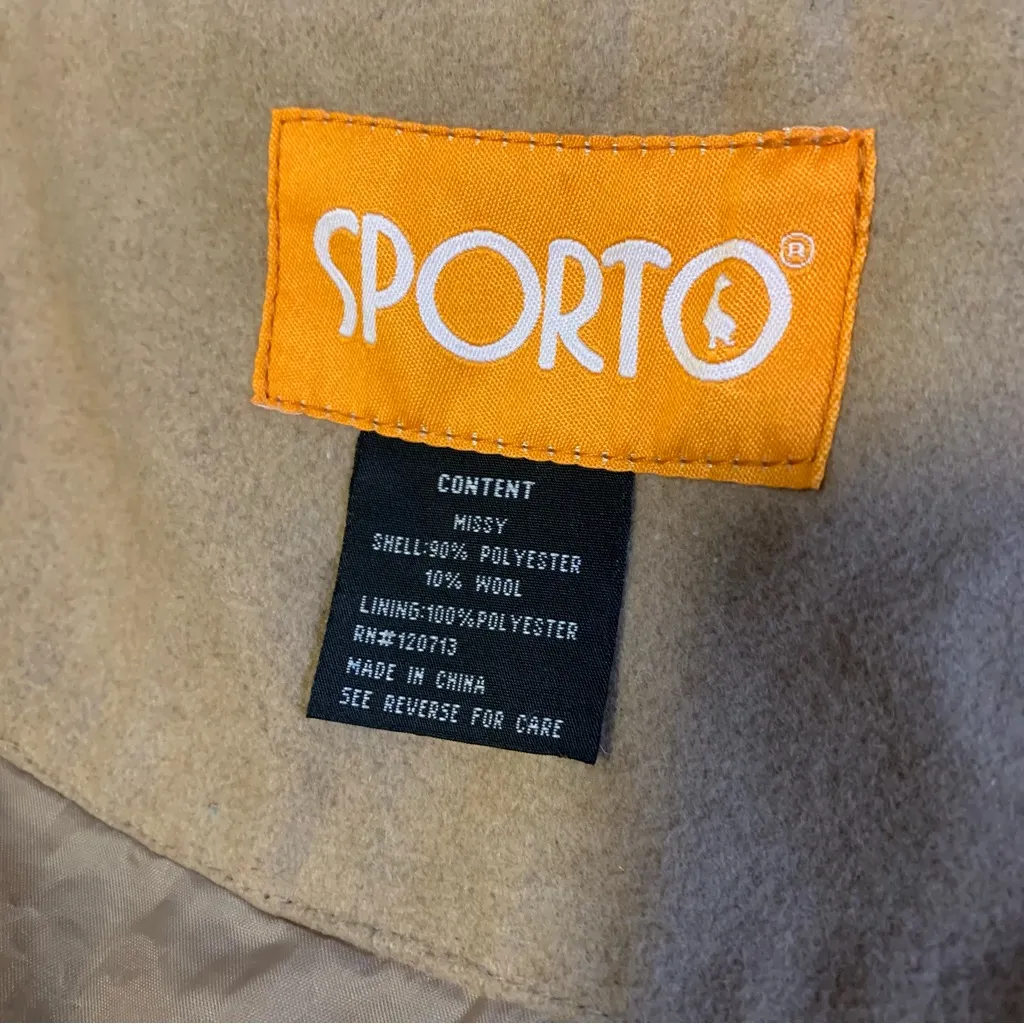 SPORTO®
CONTENT
MISSY
SHELL:90% POLYESTER
10% WOOL
LINING:100%POLYESTER
RN#120713
MADE IN CHINA
SEE REVERSE FOR CARE